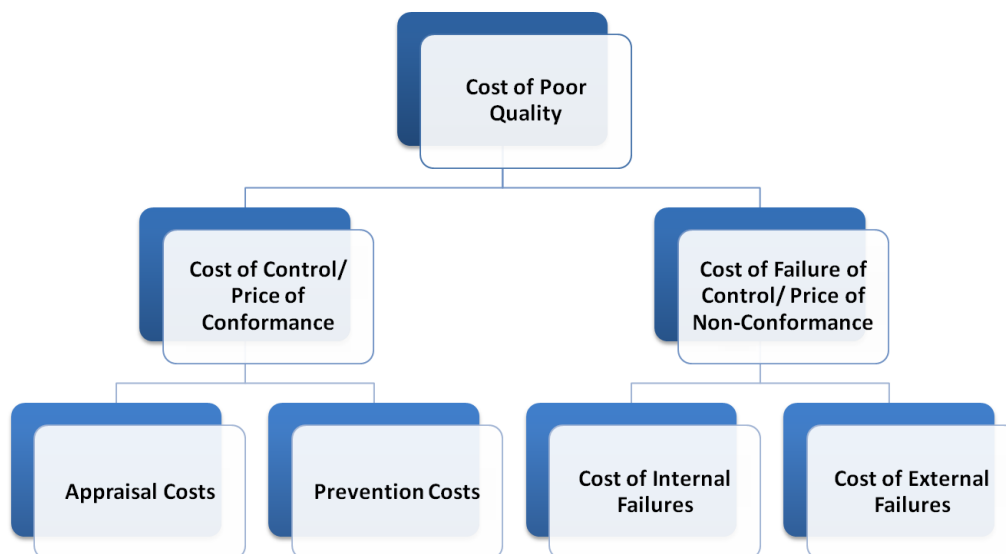 Cost of Poor
Quality
Cost of Control/
Price of
Conformance
Cost of Failure of
Control/ Price of
Non-Conformance
Appraisal Costs
Prevention Costs
Cost of Internal
Failures
Cost of External
Failures